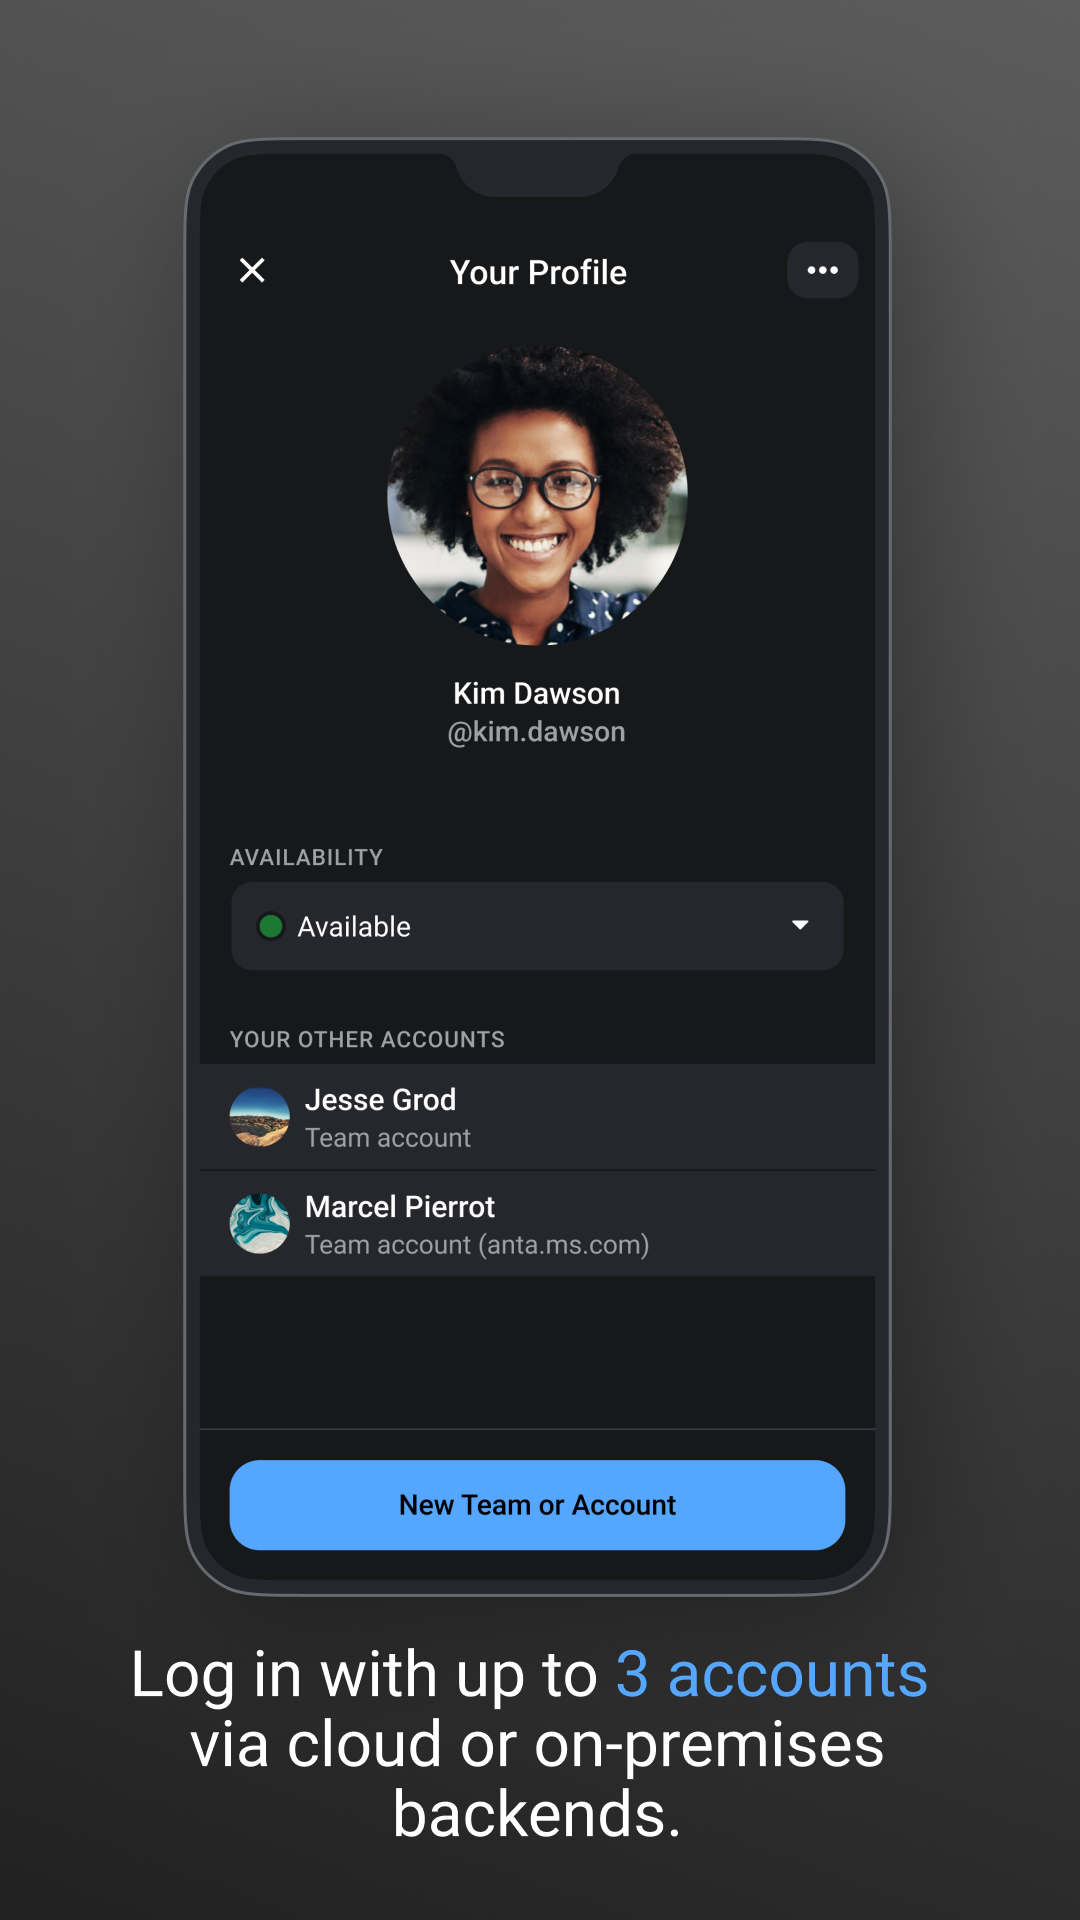 Your Profile
Kim Dawson
@kim.dawson
AVAILABILITY
Available
YOUR OTHER ACCOUNTS
Jesse Grod
Team account
Marcel Pierrot
Team account (anta.ms.com)
New Team or Account
Log in with up to 3 accounts
via cloud or on-premises
backends.